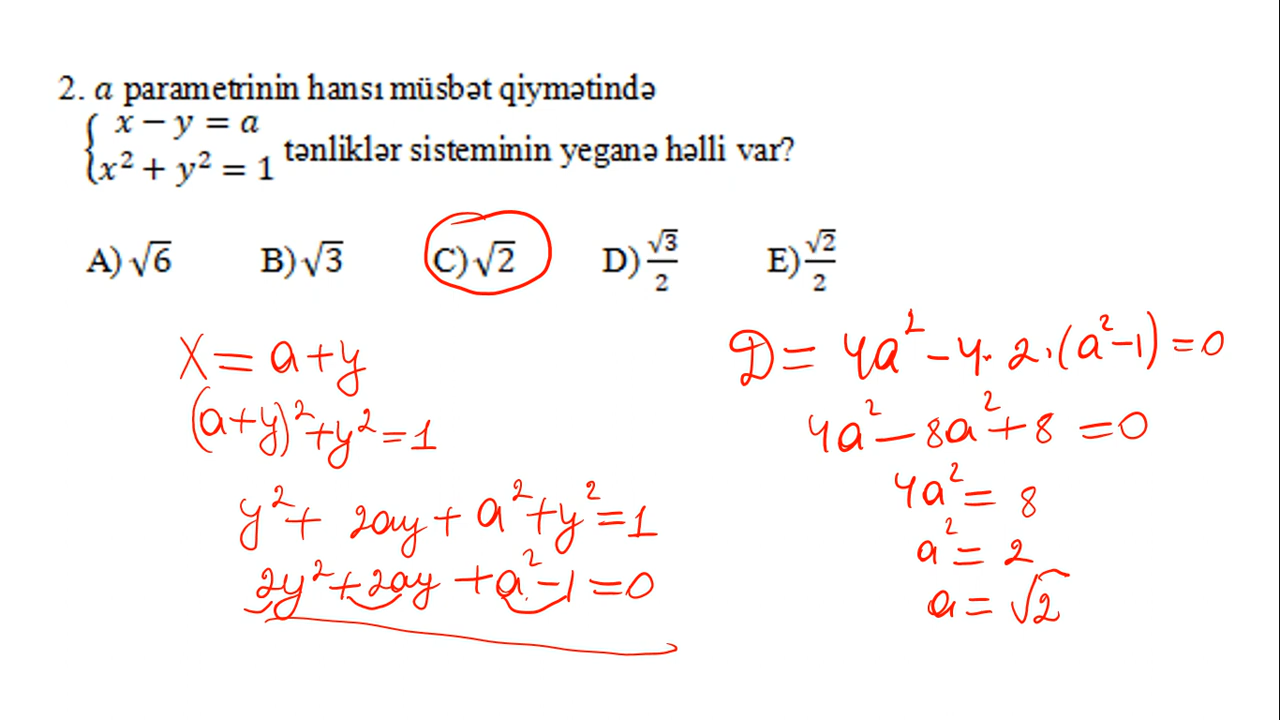 2. a parametrinin hansı müsbət qiymətində
{ x − y = a
x² + y² = 1 tənliklər sisteminin yeganə həlli var?
A) √6 B) √3 C) √2 D) √3/2 E) √2/2
X = a + y
(a+y)² + y² = 1
y² + 2ay + a² + y² = 1
2y² + 2ay + a² − 1 = 0
D = 4a² − 4 · 2 · (a² − 1) = 0
4a² − 8a² + 8 = 0
4a² = 8
a² = 2
a = √2